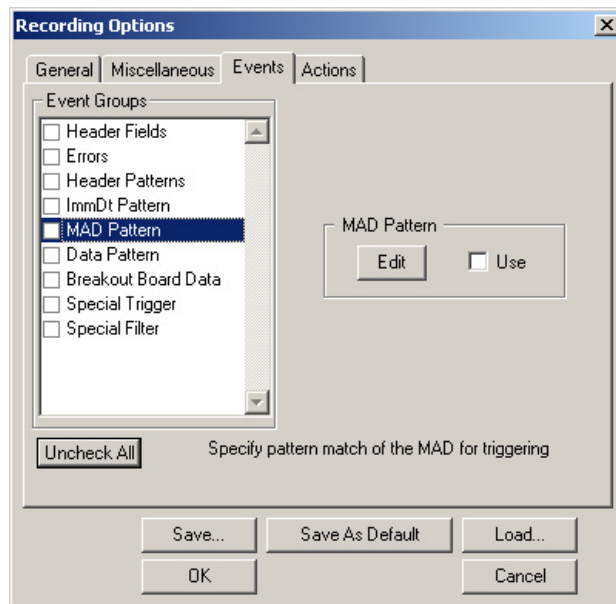 Recording Options
General Miscellaneous Events Actions
Event Groups
Header Fields
Errors
Header Patterns
ImmDt Pattern
MAD Pattern
Data Pattern
Breakout Board Data
Special Trigger
Special Filter
MAD Pattern
Edit Use
Uncheck All Specify pattern match of the MAD for triggering
Save... Save As Default Load...
OK Cancel